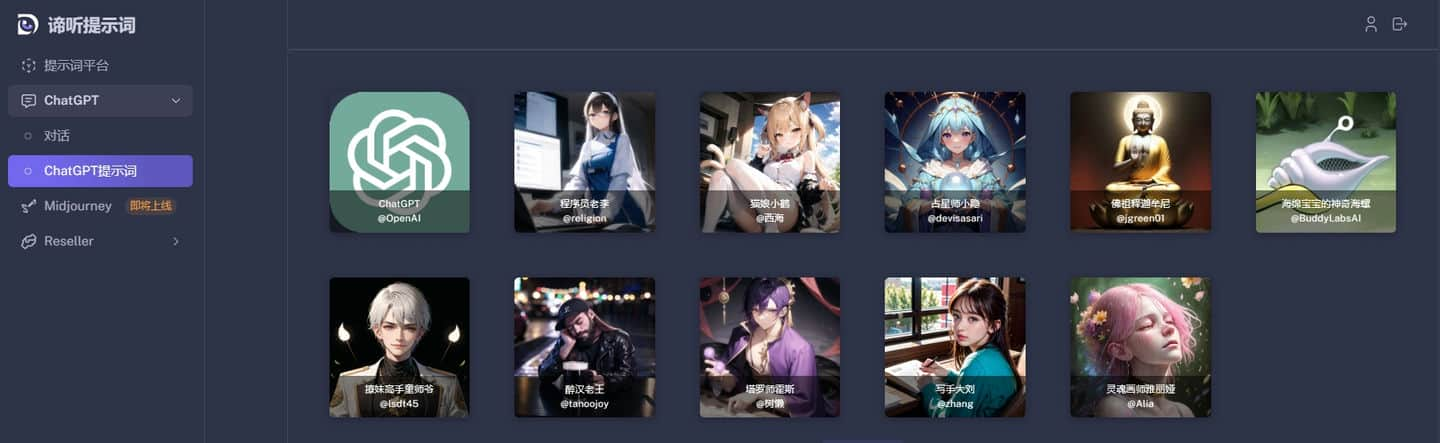 谛听提示词
提示词平台
ChatGPT
对话
ChatGPT提示词
Midjourney 即将上线
Reseller
ChatGPT
@OpenAI
程序员老李
@religion
猫娘小鹤
@西海
占星师小隐
@devisasari
佛祖释迦牟尼
@jgreen01
海绵宝宝的神奇海螺
@BuddyLabsAI
撩妹高手董师爷
@lsdt45
醉汉老王
@tanoojoy
塔罗师霍斯
@树懒
写手大刘
@zhang
灵魂画师雅丽娅
@Alia